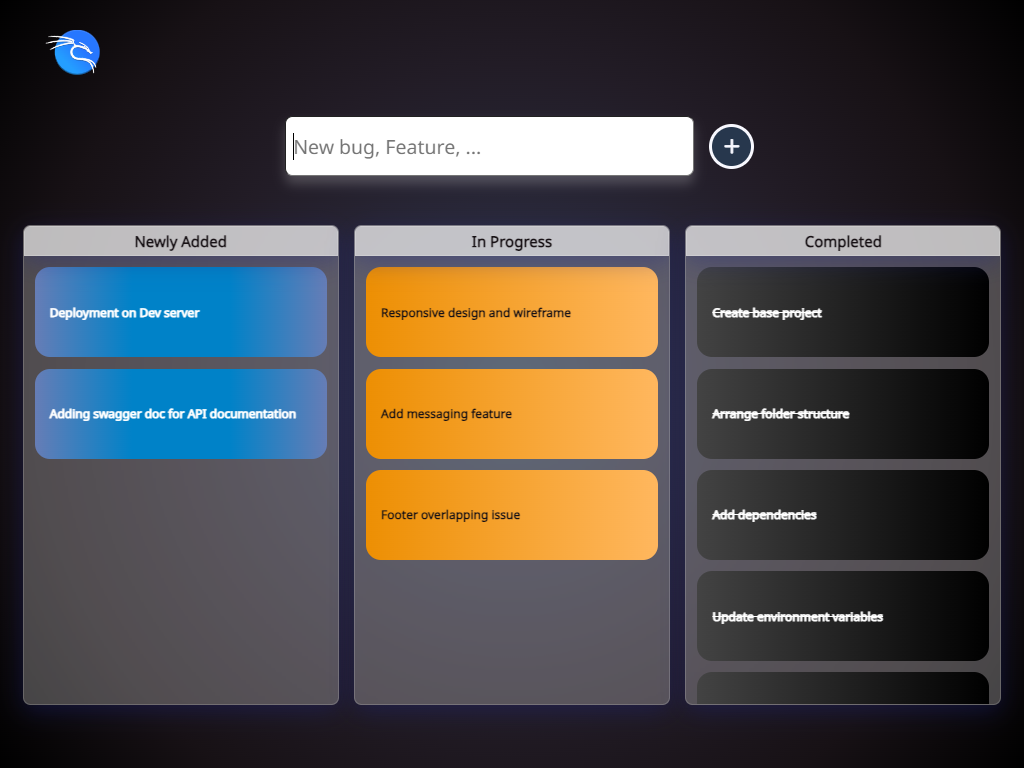 New bug, Feature, ...
+
Newly Added
Deployment on Dev server
Adding swagger doc for API documentation
In Progress
Responsive design and wireframe
Add messaging feature
Footer overlapping issue
Completed
Create base project
Arrange folder structure
Add dependencies
Update environment variables